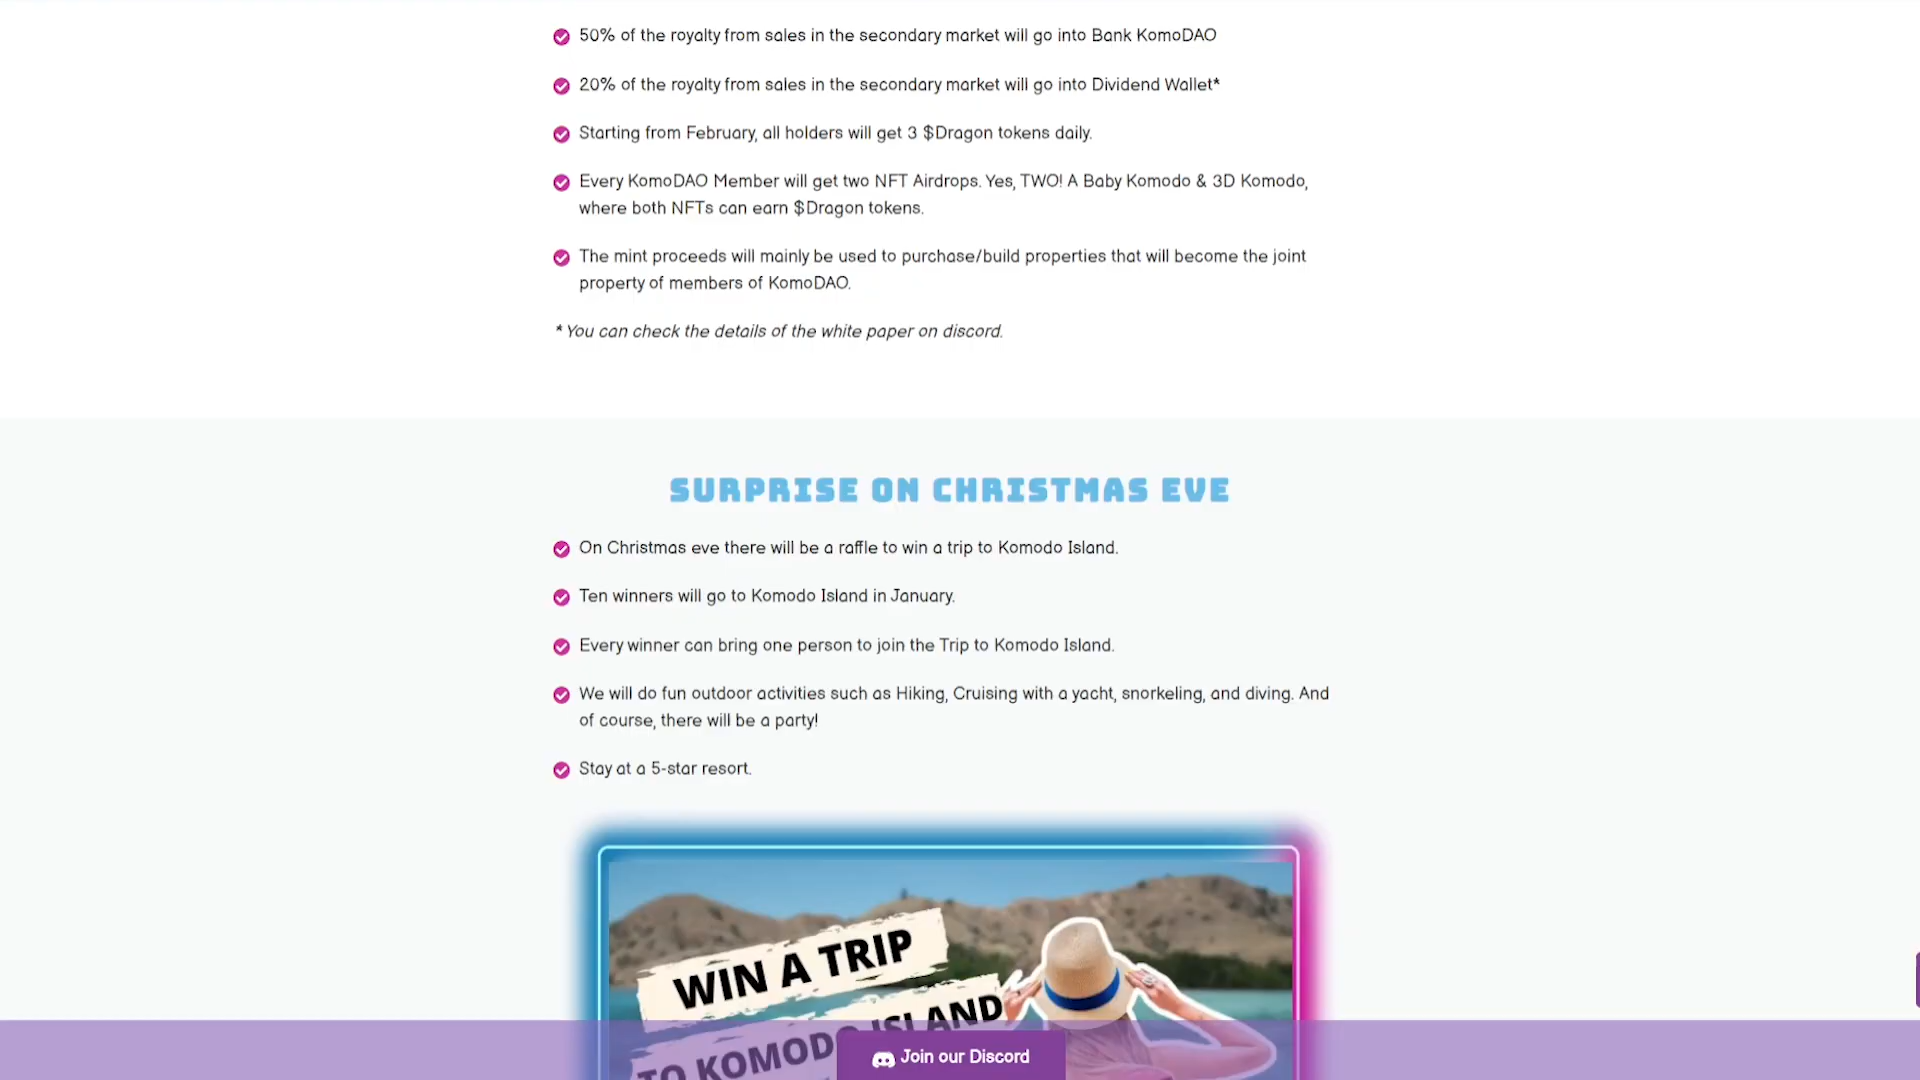 50% of the royalty from sales in the secondary market will go into Bank KomoDAO
20% of the royalty from sales in the secondary market will go into Dividend Wallet*
Starting from February, all holders will get 3 $Dragon tokens daily.
Every KomoDAO Member will get two NFT Airdrops. Yes, TWO! A Baby Komodo & 3D Komodo,
where both NFTs can earn $Dragon tokens.
The mint proceeds will mainly be used to purchase/build properties that will become the joint
property of members of KomoDAO.
* You can check the details of the white paper on discord.
SURPRISE ON CHRISTMAS EVE
On Christmas eve there will be a raffle to win a trip to Komodo Island.
Ten winners will go to Komodo Island in January.
Every winner can bring one person to join the Trip to Komodo Island.
We will do fun outdoor activities such as Hiking, Cruising with a yacht, snorkeling, and diving. And
of course, there will be a party!
Stay at a 5-star resort.
WIN A TRIP
TO KOMODO ISLAND
Join our Discord